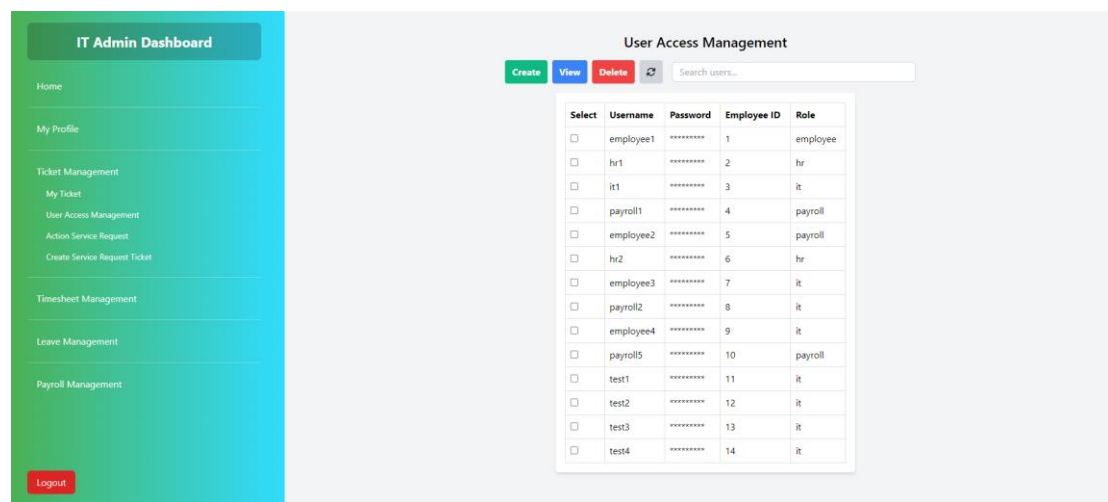 IT Admin Dashboard
Home
My Profile
Ticket Management
My Ticket
User Access Management
Action Service Request
Create Service Request Ticket
Timesheet Management
Leave Management
Payroll Management
Logout
User Access Management
Create View Delete Search users...
Select Username Password Employee ID Role
employee1 ********* 1 employee
hr1 ********* 2 hr
it1 ********* 3 it
payroll1 ********* 4 payroll
employee2 ********* 5 payroll
hr2 ********* 6 hr
employee3 ********* 7 it
payroll2 ********* 8 it
employee4 ********* 9 it
payroll5 ********* 10 payroll
test1 ********* 11 it
test2 ********* 12 it
test3 ********* 13 it
test4 ********* 14 it